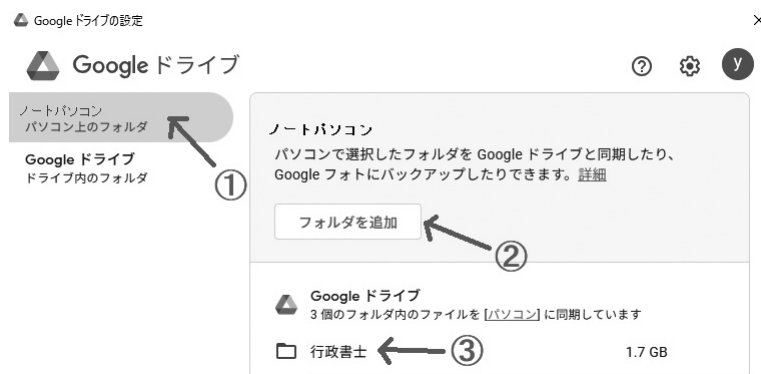 Google ドライブの設定
Google ドライブ
y
ノートパソコン
パソコン上のフォルダ
Google ドライブ
ドライブ内のフォルダ
①
ノートパソコン
パソコンで選択したフォルダを Google ドライブと同期したり、
Google フォトにバックアップしたりできます。詳細
フォルダを追加
②
Google ドライブ
3 個のフォルダ内のファイルを [パソコン] に同期しています
行政書士
③
1.7 GB